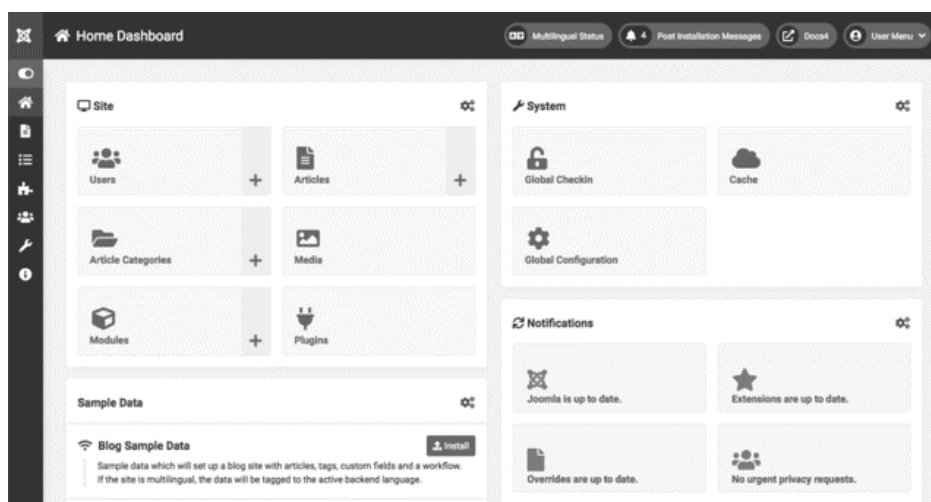 Home Dashboard
Multilingual Status
4 Post Installation Messages
Docs4
User Menu
Site
Users
Articles
Article Categories
Media
Modules
Plugins
Sample Data
Blog Sample Data
Install
Sample data which will set up a blog site with articles, tags, custom fields and a workflow.
If the site is multilingual, the data will be tagged to the active backend language.
System
Global Checkin
Cache
Global Configuration
Notifications
Joomla is up to date.
Extensions are up to date.
Overrides are up to date.
No urgent privacy requests.